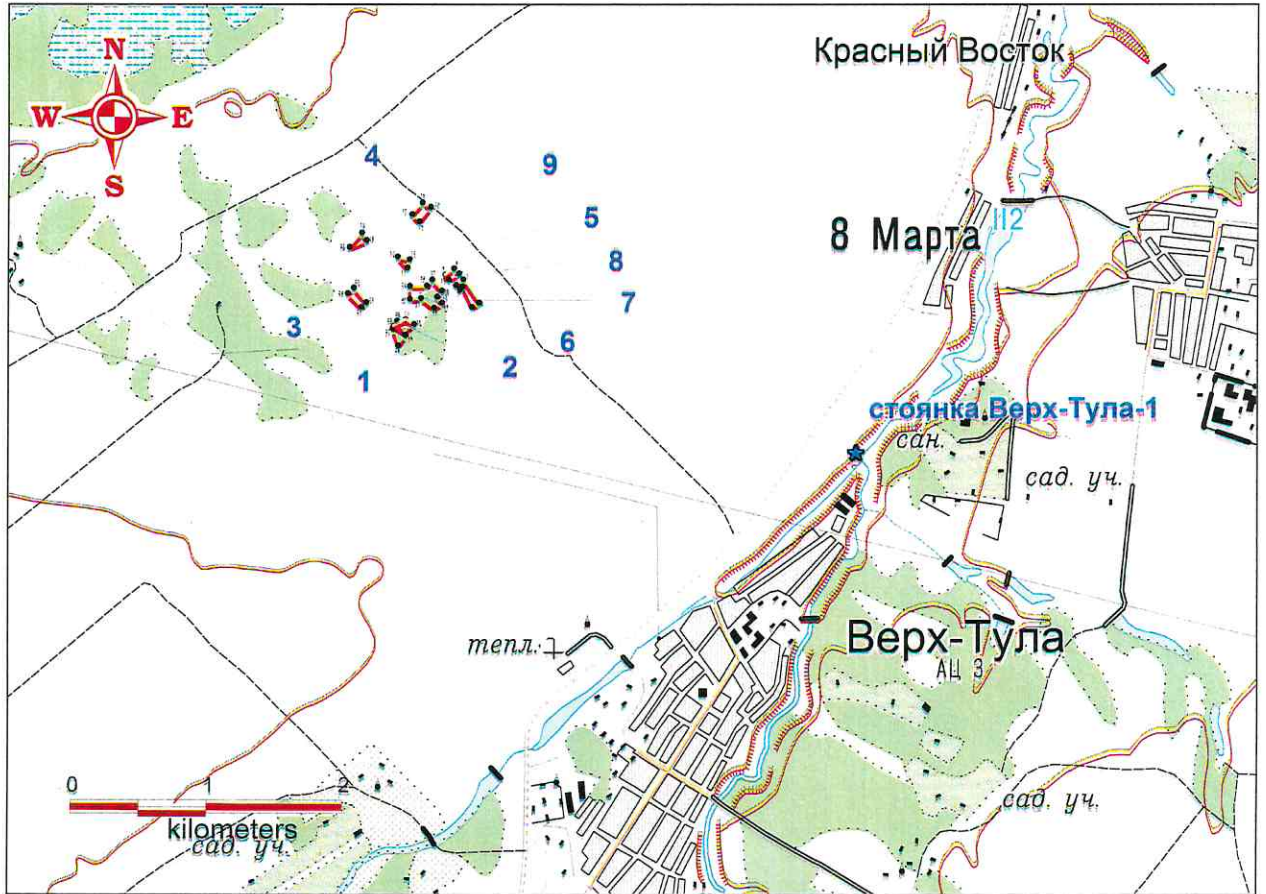 Красный Восток
N
W E
S
4
9
5
8 Марта
112
8
7
3
6
2
1
стоянка Верх-Тула-1
сан.
сад. уч.
Верх-Тула
АЦ 3
тепл.
0 1 2
kilometers
сад. уч.
сад. уч.